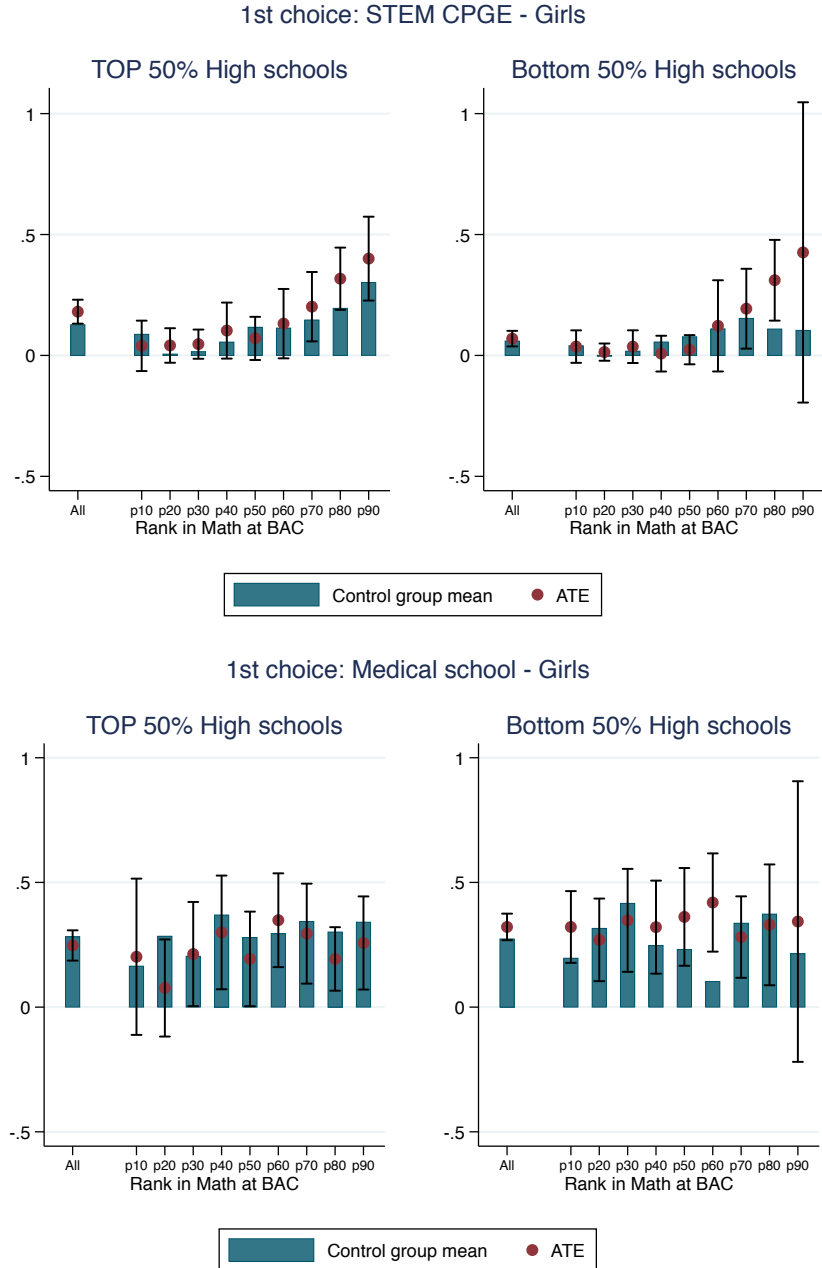 1st choice: STEM CPGE - Girls
TOP 50% High schools
1
.5
0
-.5
All p10 p20 p30 p40 p50 p60 p70 p80 p90
Rank in Math at BAC
Bottom 50% High schools
1
.5
0
-.5
All p10 p20 p30 p40 p50 p60 p70 p80 p90
Rank in Math at BAC
Control group mean ATE
1st choice: Medical school - Girls
TOP 50% High schools
1
.5
0
-.5
All p10 p20 p30 p40 p50 p60 p70 p80 p90
Rank in Math at BAC
Bottom 50% High schools
1
.5
0
-.5
All p10 p20 p30 p40 p50 p60 p70 p80 p90
Rank in Math at BAC
Control group mean ATE